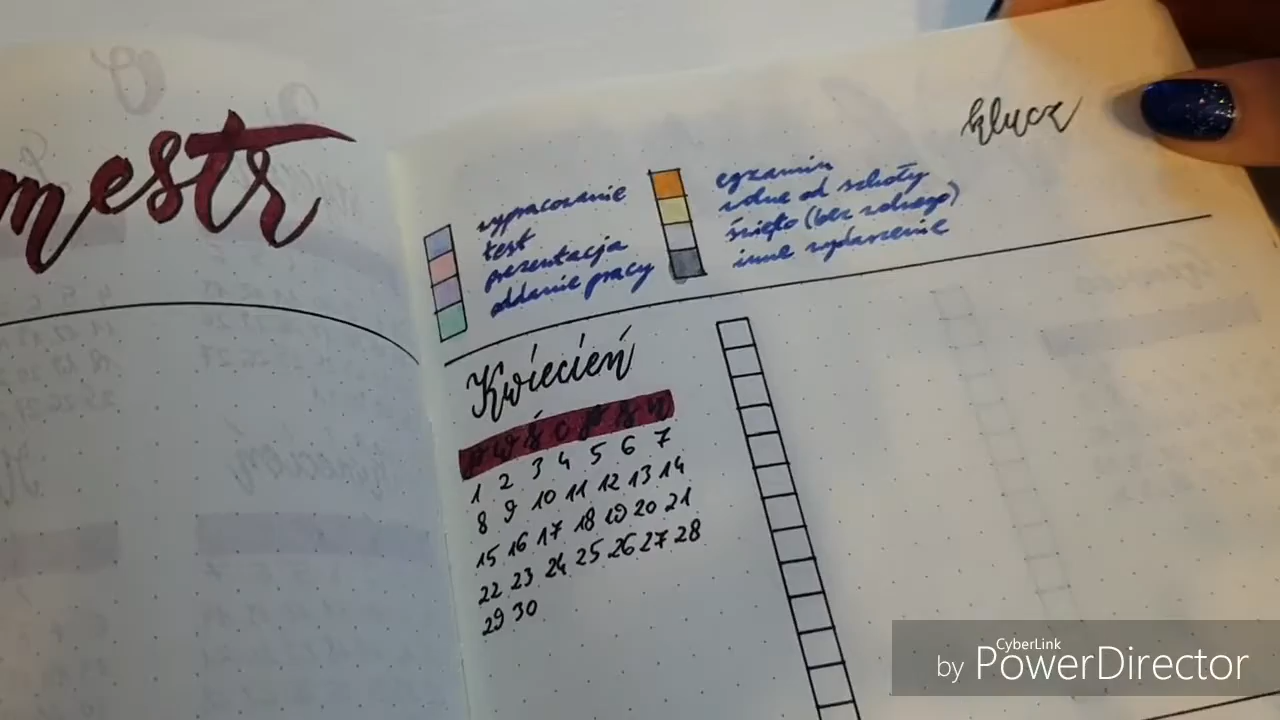 mestr
klucz
wypracowanie
test
prezentacja
oddanie pracy
egzamin
wolne od szkoły
święto (bez wolnego)
inne wydarzenie
Kwiecień
P W Ś C P S N
1 2 3 4 5 6 7
8 9 10 11 12 13 14
15 16 17 18 19 20 21
22 23 24 25 26 27 28
29 30
by CyberLink PowerDirector